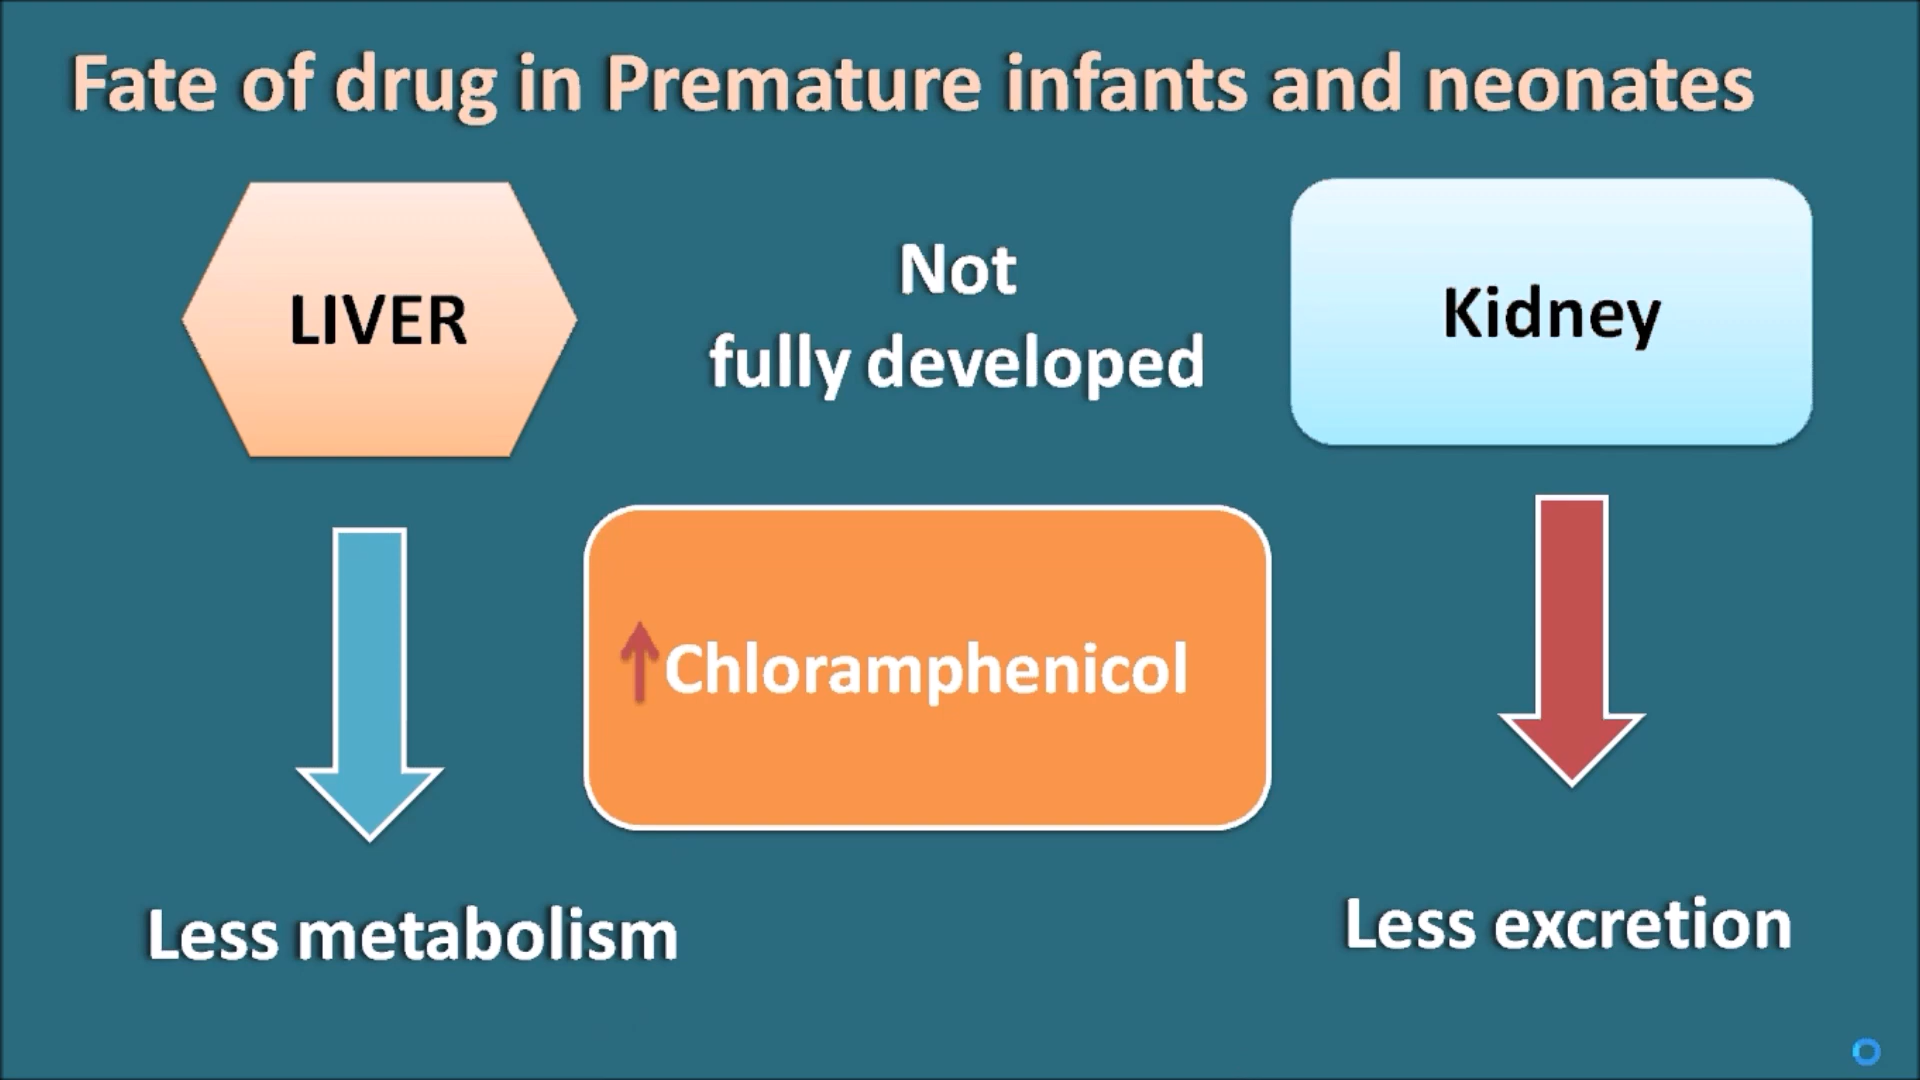 Fate of drug in Premature infants and neonates
LIVER
Not
fully developed
Kidney
↑Chloramphenicol
Less metabolism
Less excretion